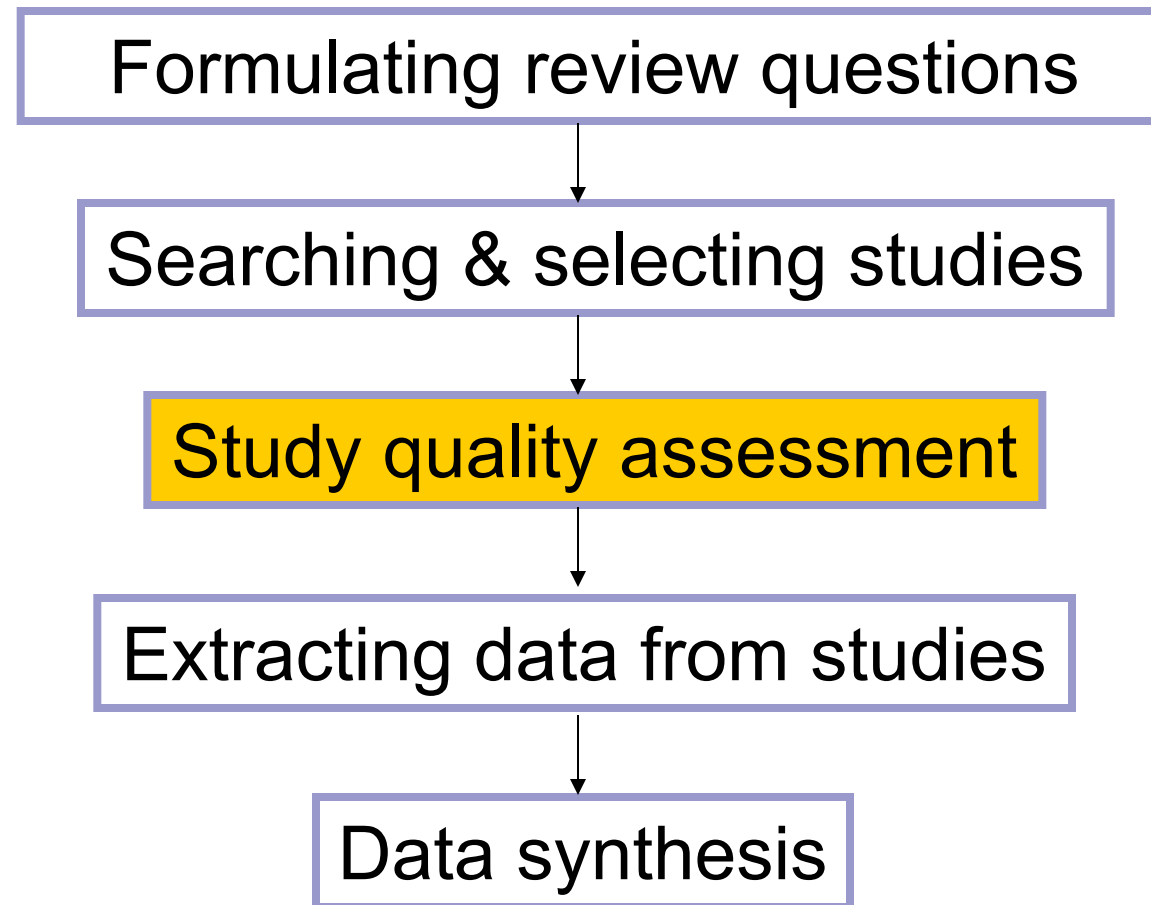 Formulating review questions
Searching & selecting studies
Study quality assessment
Extracting data from studies
Data synthesis